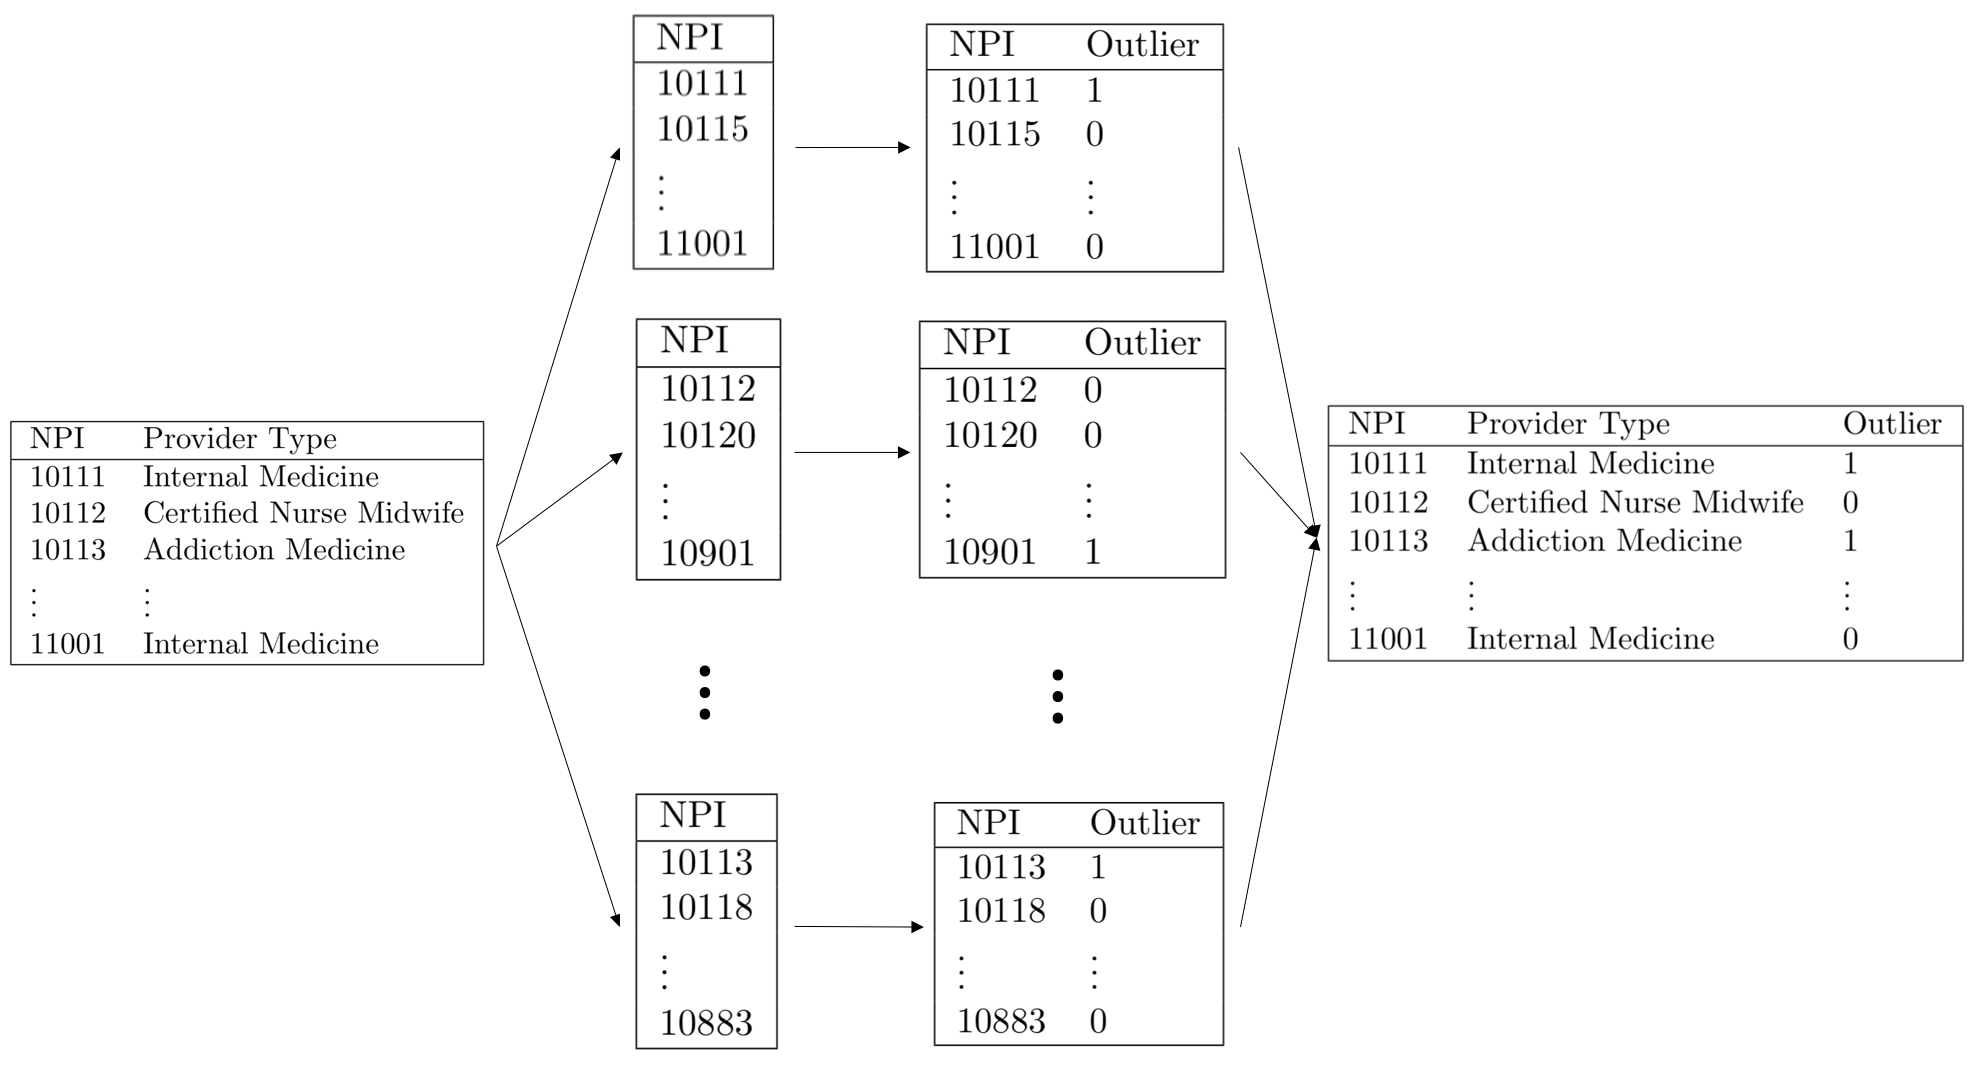 NPI Provider Type
10111 Internal Medicine
10112 Certified Nurse Midwife
10113 Addiction Medicine
⋮ ⋮
11001 Internal Medicine
NPI
10111
10115
⋮
11001
NPI Outlier
10111 1
10115 0
⋮ ⋮
11001 0
NPI
10112
10120
⋮
10901
NPI Outlier
10112 0
10120 0
⋮ ⋮
10901 1
⋮ ⋮
NPI
10113
10118
⋮
10883
NPI Outlier
10113 1
10118 0
⋮ ⋮
10883 0
NPI Provider Type Outlier
10111 Internal Medicine 1
10112 Certified Nurse Midwife 0
10113 Addiction Medicine 1
⋮ ⋮ ⋮
11001 Internal Medicine 0